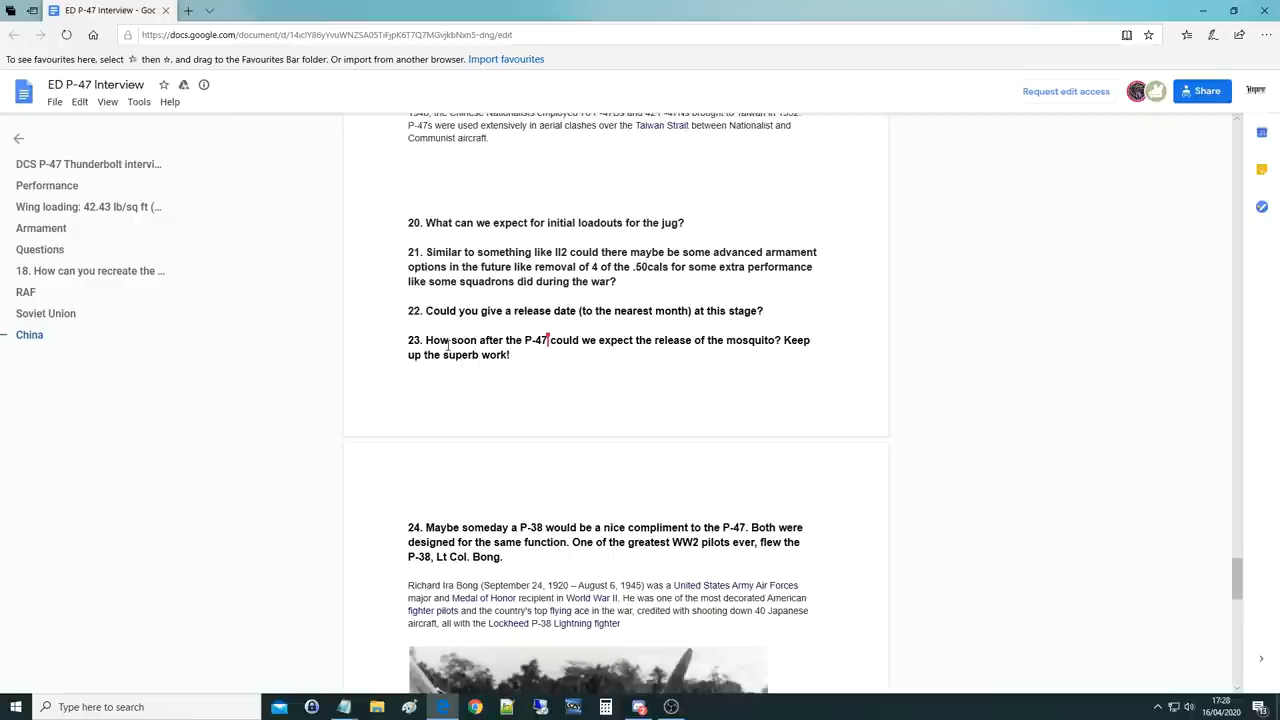 ED P-47 Interview - Goo
https://docs.google.com/document/d/14iclY86yYvuWNZSA05TiFjpK6T7Q7MGvjkbNxn5-dng/edit
To see favourites here, select ☆ then ☆, and drag to the Favourites Bar folder. Or import from another browser. Import favourites
ED P-47 Interview
File Edit View Tools Help
Request edit access
Share
P-47s were used extensively in aerial clashes over the Taiwan Strait between Nationalist and
Communist aircraft.
DCS P-47 Thunderbolt intervi...
Performance
Wing loading: 42.43 lb/sq ft (...
Armament
Questions
18. How can you recreate the ...
RAF
Soviet Union
China
20. What can we expect for initial loadouts for the jug?
21. Similar to something like Il2 could there maybe be some advanced armament
options in the future like removal of 4 of the .50cals for some extra performance
like some squadrons did during the war?
22. Could you give a release date (to the nearest month) at this stage?
23. How soon after the P-47 could we expect the release of the mosquito? Keep
up the superb work!
24. Maybe someday a P-38 would be a nice compliment to the P-47. Both were
designed for the same function. One of the greatest WW2 pilots ever, flew the
P-38, Lt Col. Bong.
Richard Ira Bong (September 24, 1920 – August 6, 1945) was a United States Army Air Forces
major and Medal of Honor recipient in World War II. He was one of the most decorated American
fighter pilots and the country's top flying ace in the war, credited with shooting down 40 Japanese
aircraft, all with the Lockheed P-38 Lightning fighter
Type here to search
17:28
16/04/2020